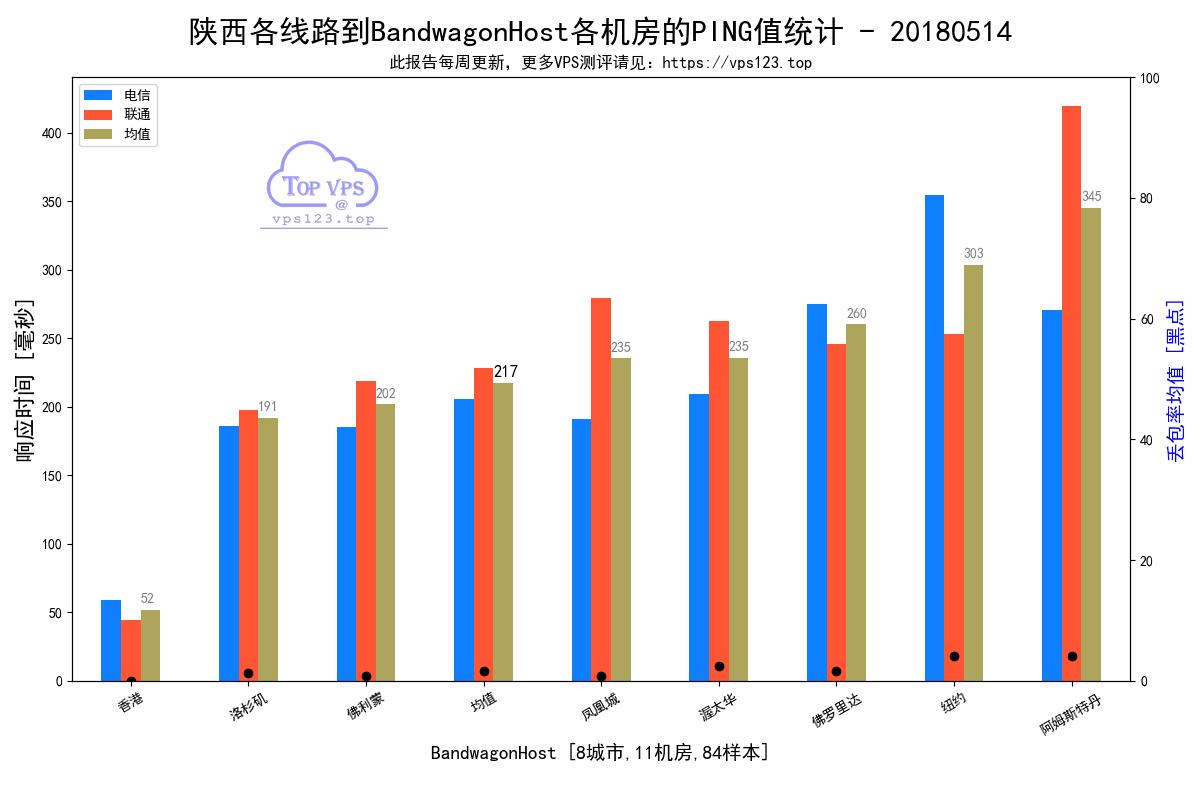 陕西各线路到BandwagonHost各机房的PING值统计 - 20180514
此报告每周更新，更多VPS测评请见：https://vps123.top
电信
联通
均值
TOP VPS
@
vps123.top
响应时间 [毫秒]
400
350
300
250
200
150
100
50
0
52
191
202
217
235
235
260
303
345
100
80
60
40
20
0
丢包率均值 [黑点]
香港
洛杉矶
佛利蒙
均值
凤凰城
渥太华
佛罗里达
纽约
阿姆斯特丹
BandwagonHost [8城市,11机房,84样本]